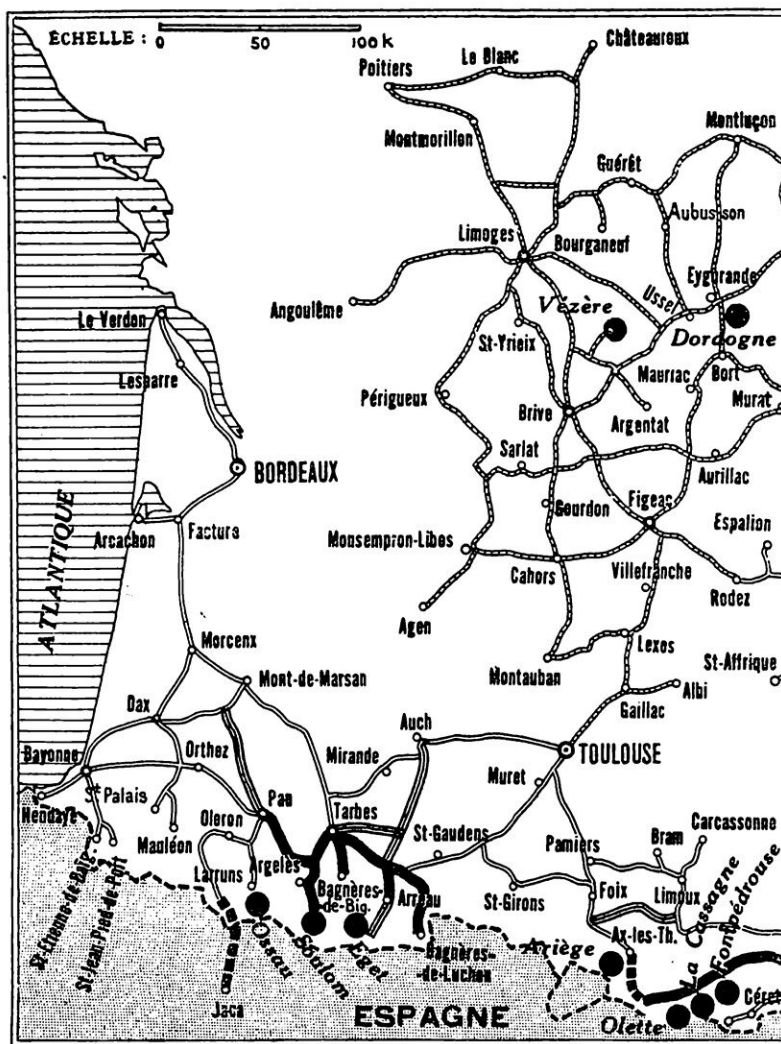 ÉCHELLE : 0 50 100 k
Châteauroux
Le Blanc
Poitiers
Montmorillon
Montluçon
Guérêt
Aubusson
Limoges
Bourganeuf
Eygurande
Ussel
Angoulême
Vézère
Le Verdon
St-Yrieix
Dordogne
Lesparre
Mauriac
Bort
Périgueux
Murat
Brive
Argentat
Sarlat
BORDEAUX
Aurillac
Gourdon
Figeac
Espalion
Arcachon
Facture
Monsempron-Libos
Cahors
Villefranche
Rodez
ATLANTIQUE
Agen
Morcenx
Lexos
St-Affrique
Montauban
Mont-de-Marsan
Albi
Gaillac
Dax
Auch
TOULOUSE
Bayonne
Orthez
Mirande
Muret
St Palais
Pau
Hendaye
Oloron
Tarbes
Mauléon
St-Gaudens
Pamiers
Bram
Carcassonne
Larruns
Argelès
St-Étienne-de-Baïg.
St-Jean-Pied-de-Port
Bagnères-
de-Big.
Arreau
St-Girons
Foix
Limoux
La Cassagne
Fontpédrouse
Ossau
Soulom
Eget
Bagnères-
de-Luchon
Ax-les-Th.
Ariège
Jaca
ESPAGNE
Olette
Céret